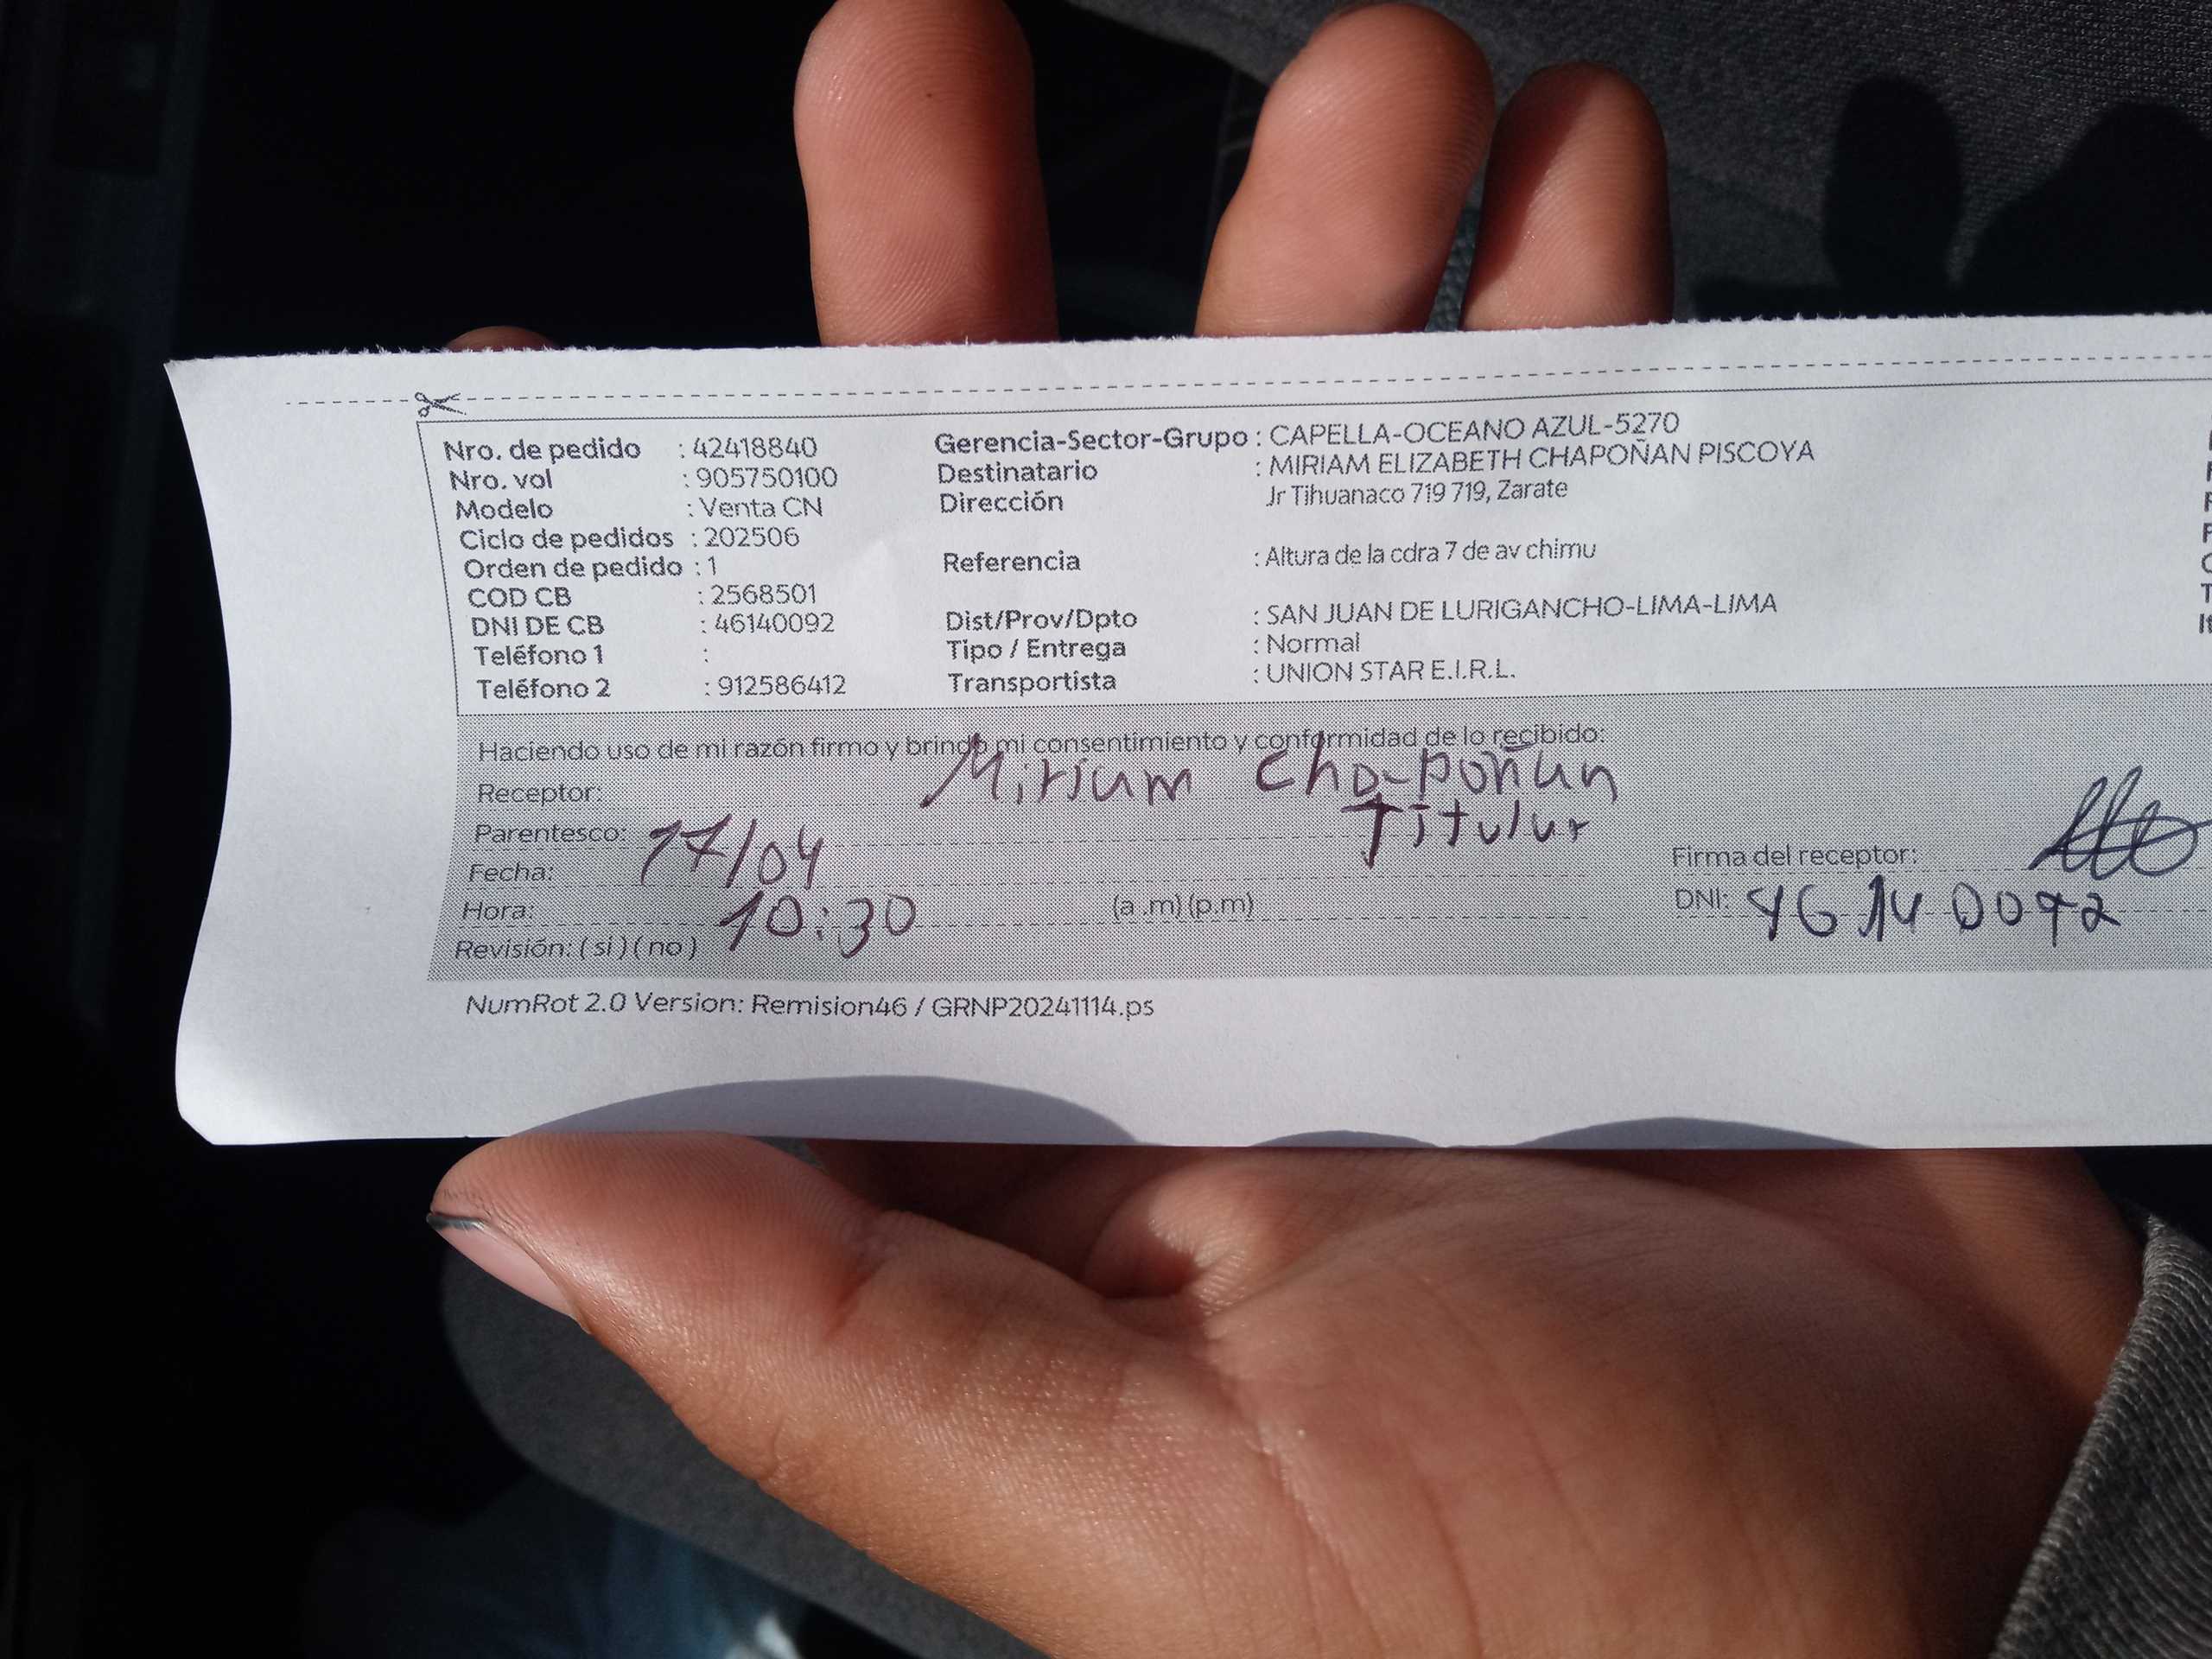 Nro. de pedido : 42418840
Nro. vol : 905750100
Modelo : Venta CN
Ciclo de pedidos : 202506
Orden de pedido : 1
COD CB : 2568501
DNI DE CB : 46140092
Teléfono 1 :
Teléfono 2 : 912586412
Gerencia-Sector-Grupo : CAPELLA-OCEANO AZUL-5270
Destinatario : MIRIAM ELIZABETH CHAPOÑAN PISCOYA
Dirección Jr Tihuanaco 719 719, Zarate
Referencia : Altura de la cdra 7 de av chimu
Dist/Prov/Dpto : SAN JUAN DE LURIGANCHO-LIMA-LIMA
Tipo / Entrega : Normal
Transportista : UNION STAR E.I.R.L.
Haciendo uso de mi razón firmo y brindo mi consentimiento y conformidad de lo recibido:
Receptor: Miriam Chapoñan
Parentesco: Titular
Fecha: 17/04
Hora: 10:30 (a .m) (p.m)
Revisión: ( si ) ( no )
Firma del receptor:
DNI: 46140092
NumRot 2.0 Version: Remision46 / GRNP20241114.ps